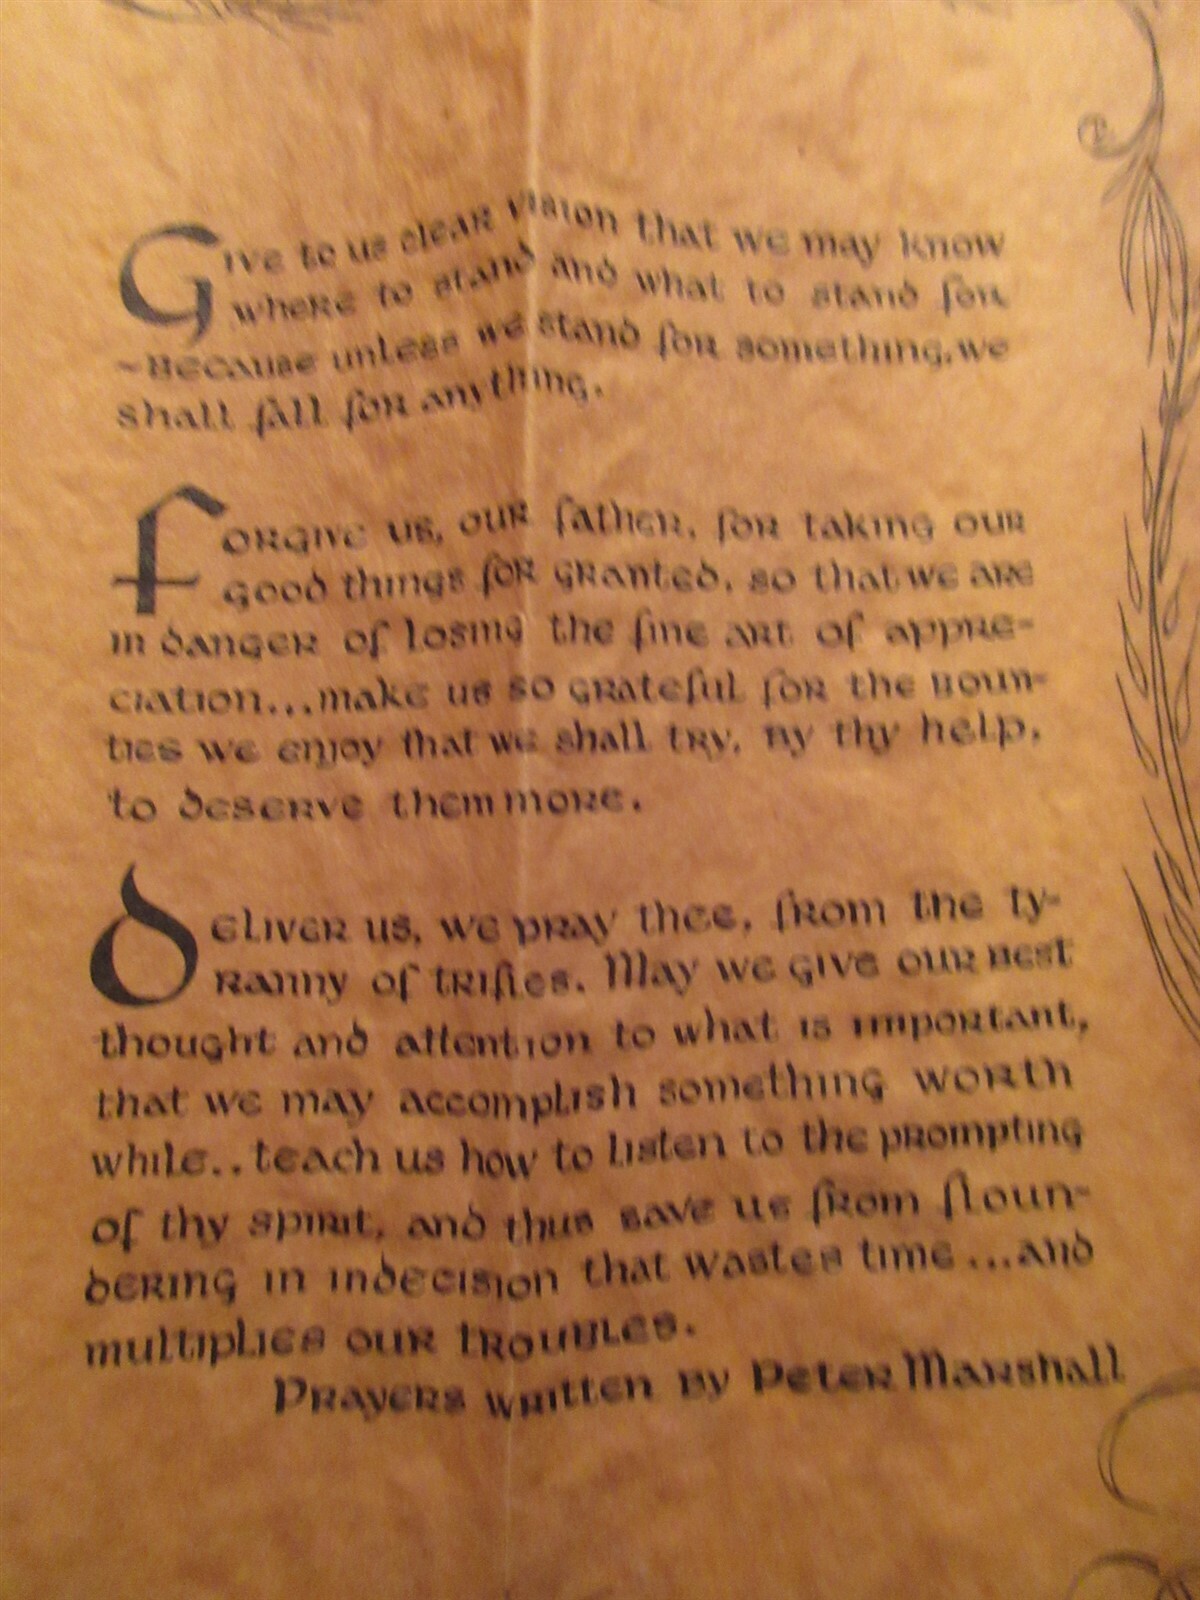 Give to us clear vision that we may know
where to stand and what to stand for
~Because unless we stand for something, we
shall fall for anything.
Forgive us, our father, for taking our
good things for granted, so that we are
in danger of losing the fine art of appre-
ciation...make us so grateful for the boun-
ties we enjoy that we shall try, by thy help,
to deserve them more.
Deliver us, we pray thee, from the ty-
ranny of trifles. May we give our best
thought and attention to what is important,
that we may accomplish something worth
while.. teach us how to listen to the prompting
of thy spirit, and thus save us from floun-
dering in indecision that wastes time...and
multiplies our troubles.
Prayers written by Peter Marshall